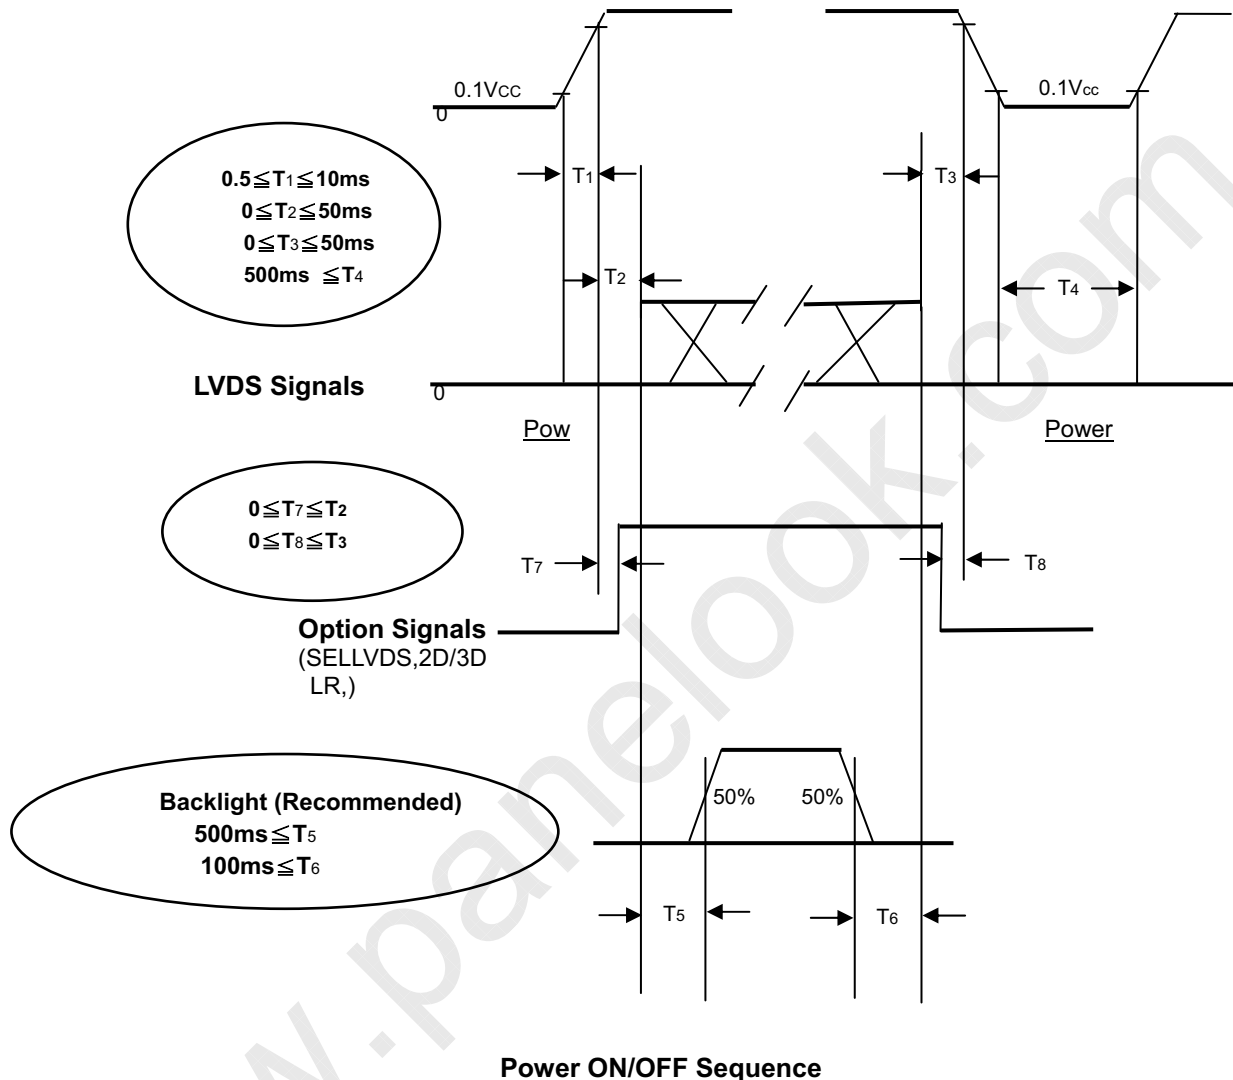 0.1VCC
0.1Vcc
0
0.5≦T1≦10ms
0≦T2≦50ms
0≦T3≦50ms
500ms ≦T4
T1
T3
T2
T4
LVDS Signals
0
Pow
Power
0≦T7≦T2
0≦T8≦T3
T7
T8
Option Signals
(SELLVDS,2D/3D
LR,)
Backlight (Recommended)
500ms≦T5
100ms≦T6
50%
50%
T5
T6
Power ON/OFF Sequence
w.panelook.com